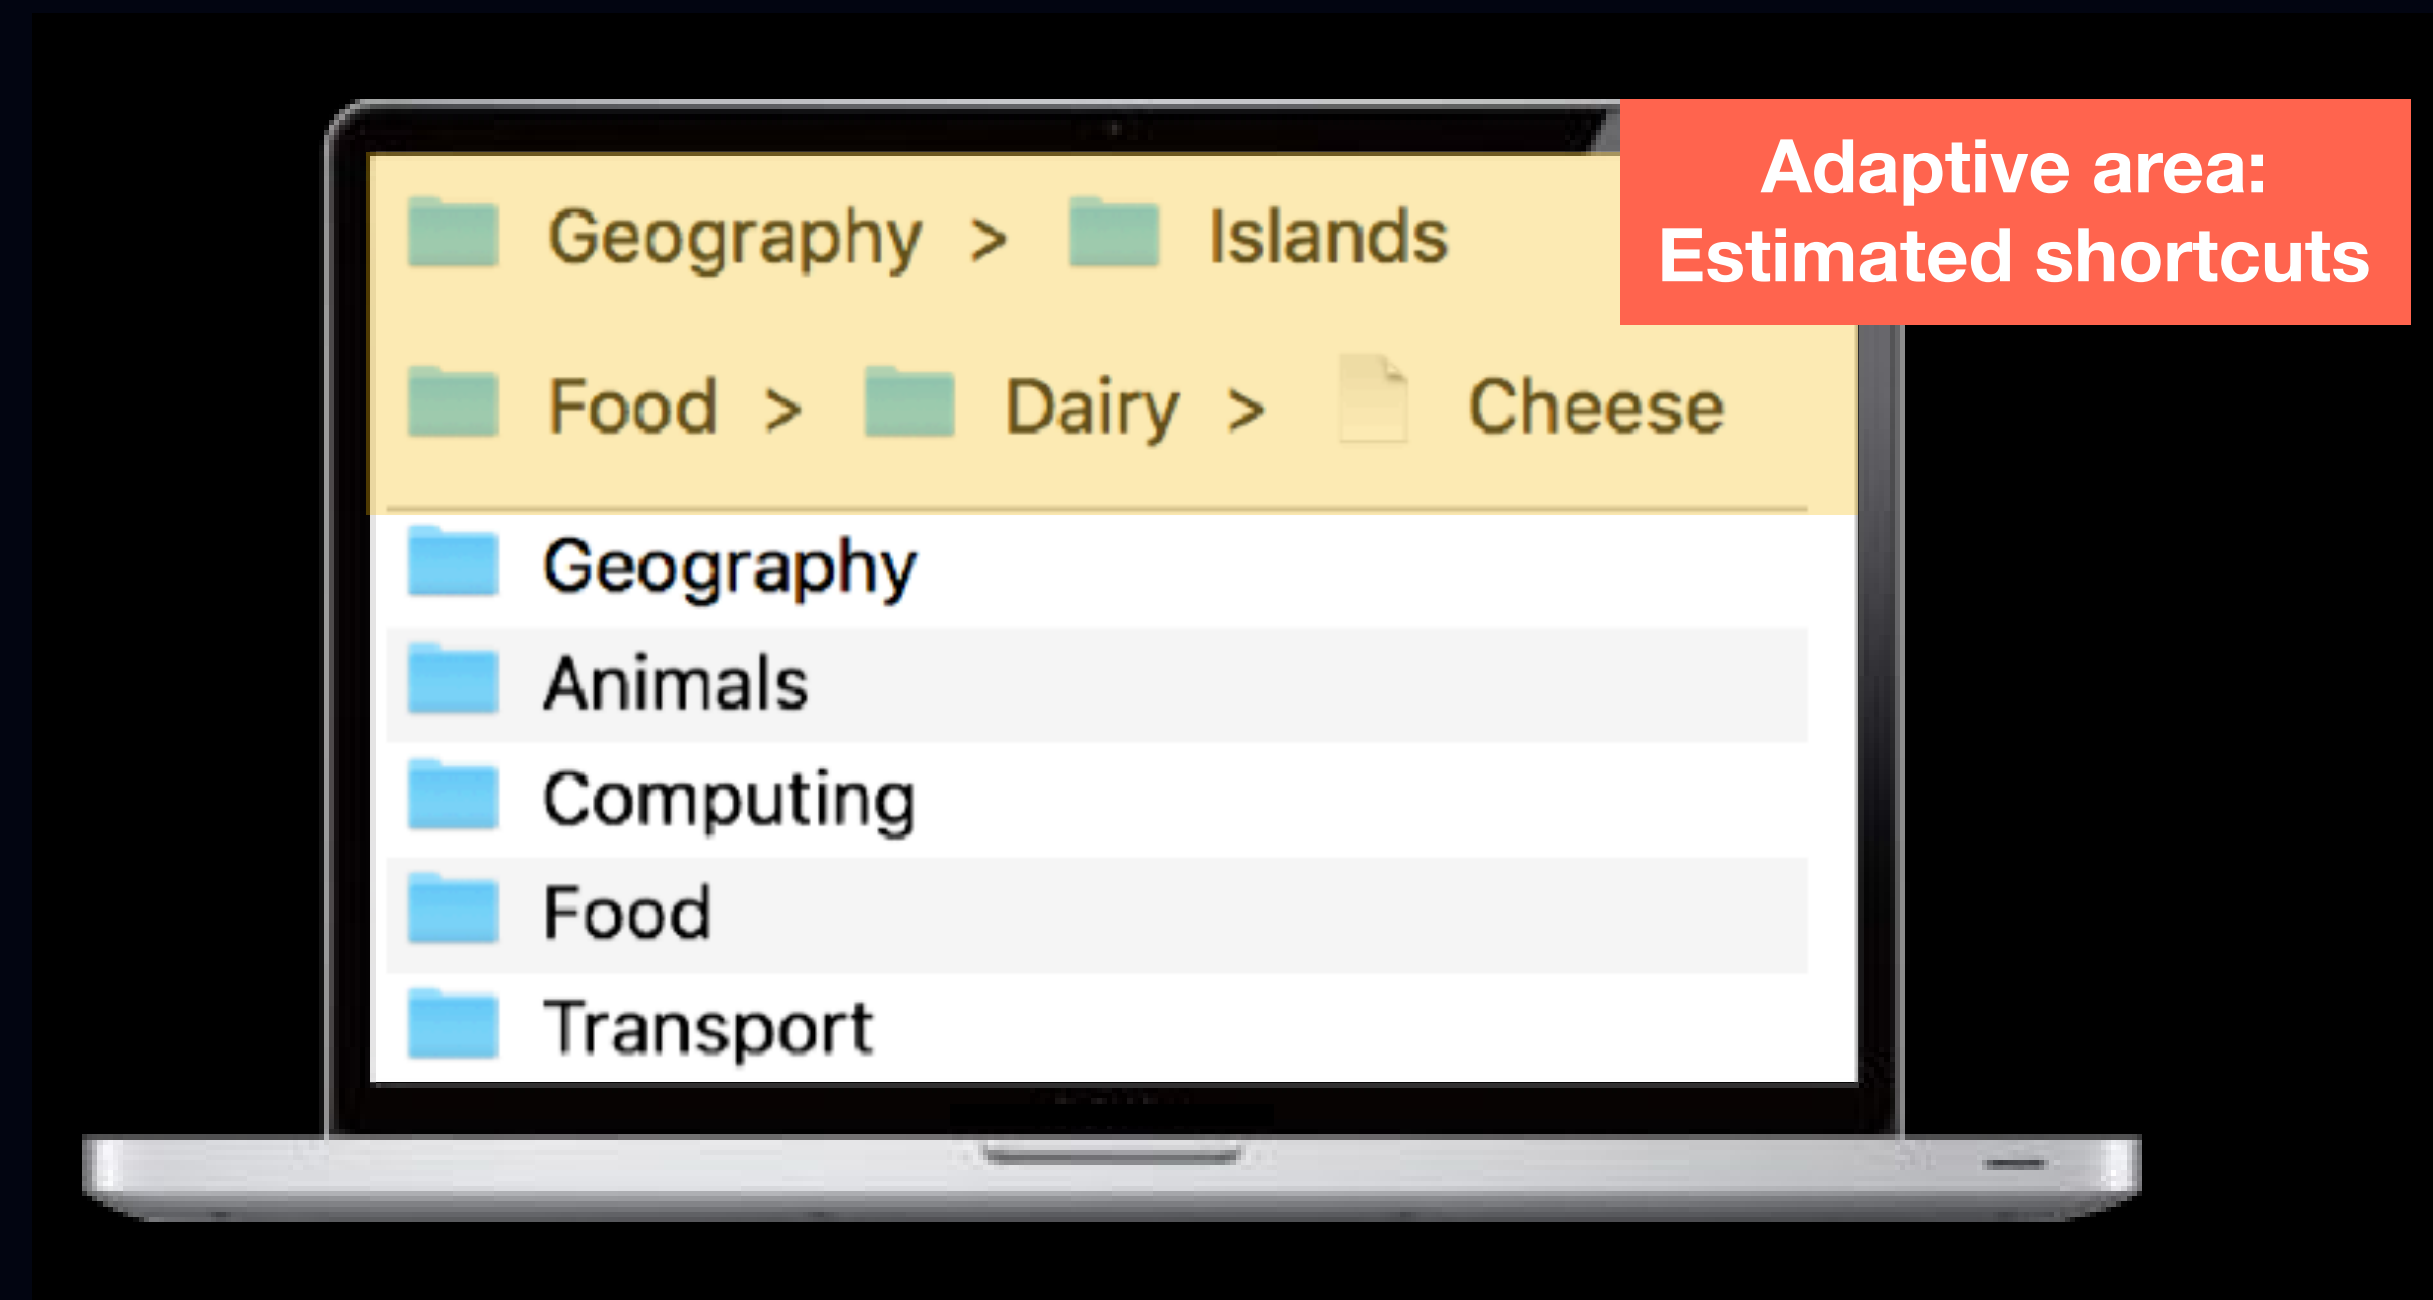 Adaptive area:
Estimated shortcuts
Geography > Islands
Food > Dairy > Cheese
Geography
Animals
Computing
Food
Transport